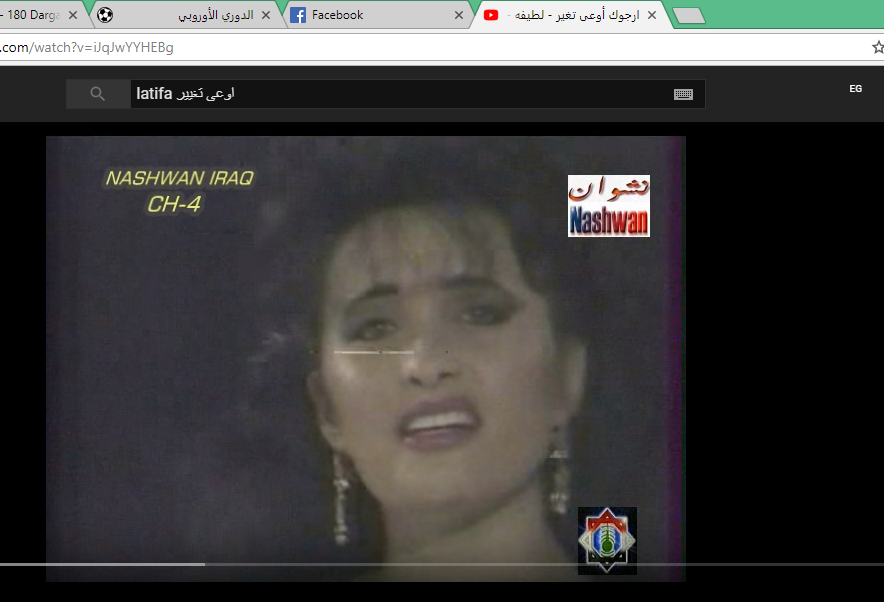 - 180 Darga
الدوري الأوروبي
Facebook
ارجوك أوعى تغير - لطيفه -
.com/watch?v=iJqJwYYHEBg
latifa اوعى تغيير
EG
NASHWAN IRAQ
CH-4
نشوان
Nashwan